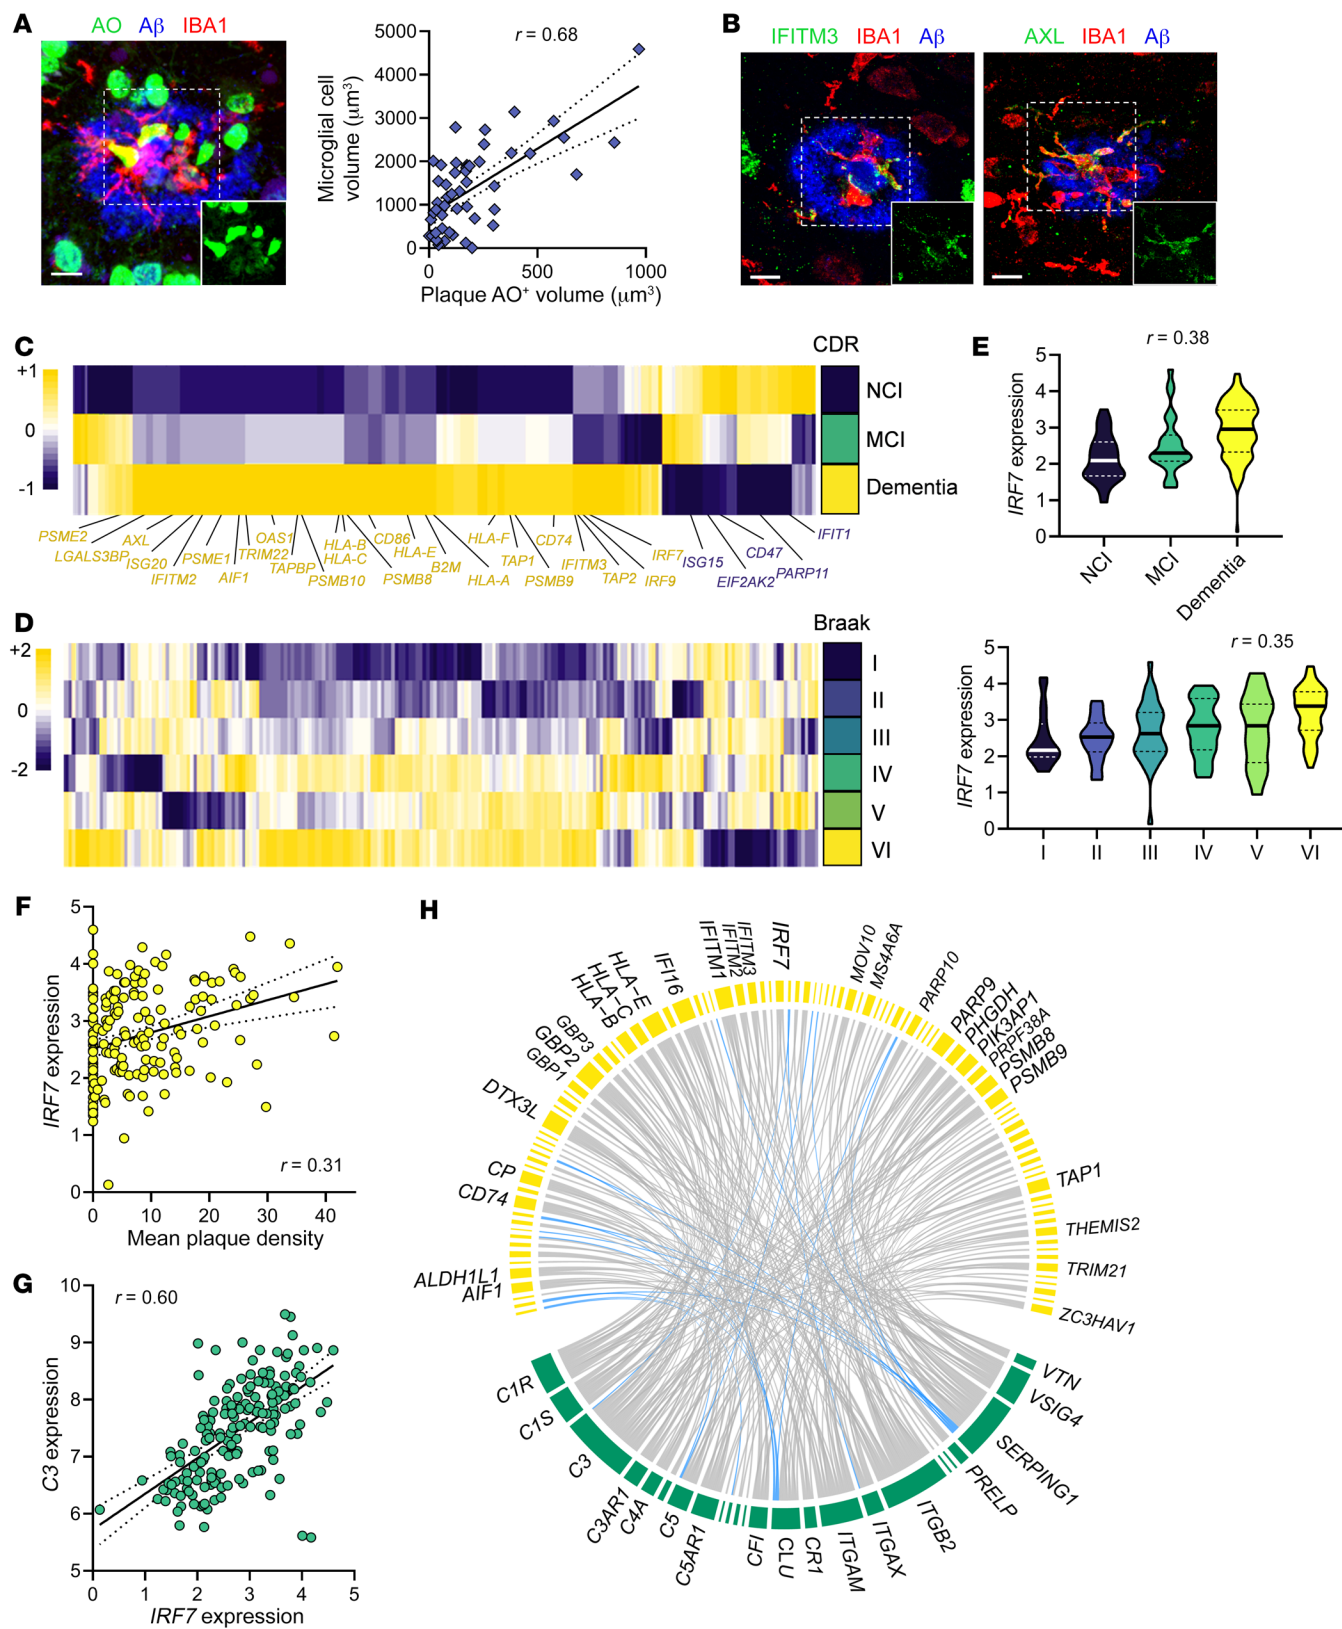 A
AO Aβ IBA1
r = 0.68
5000
4000
3000
2000
1000
0
Microglial cell
volume (μm³)
0 500 1000
Plaque AO⁺ volume (μm³)
B
IFITM3 IBA1 Aβ
AXL IBA1 Aβ
C
CDR
+1
0
-1
NCI
MCI
Dementia
PSME2
LGALS3BP
AXL
ISG20
IFITM2
PSME1
AIF1
TRIM22
OAS1
TAPBP
PSMB10
HLA-B
HLA-C
CD86
PSMB8
HLA-E
B2M
HLA-A
HLA-F
TAP1
PSMB9
CD74
IFITM3
TAP2
IRF9
IRF7
ISG15
EIF2AK2
CD47
PARP11
IFIT1
D
Braak
+2
0
-2
I
II
III
IV
V
VI
E
r = 0.38
5
4
3
2
1
0
IRF7 expression
NCI
MCI
Dementia
r = 0.35
5
4
3
2
1
0
IRF7 expression
I II III IV V VI
F
5
4
3
2
1
0
IRF7 expression
r = 0.31
0 10 20 30 40
Mean plaque density
G
r = 0.60
10
9
8
7
6
5
C3 expression
0 1 2 3 4 5
IRF7 expression
H
AIF1
ALDH1L1
CD74
CP
DTX3L
GBP1
GBP2
GBP3
HLA-B
HLA-C
HLA-E
IFI16
IFITM1
IFITM2
IFITM3
IRF7
MOV10
MS4A6A
PARP10
PARP9
PHGDH
PIK3AP1
PRPF38A
PSMB8
PSMB9
TAP1
THEMIS2
TRIM21
ZC3HAV1
VTN
VSIG4
SERPING1
PRELP
ITGB2
ITGAX
ITGAM
CR1
CLU
CFI
C5AR1
C5
C4A
C3AR1
C3
C1S
C1R